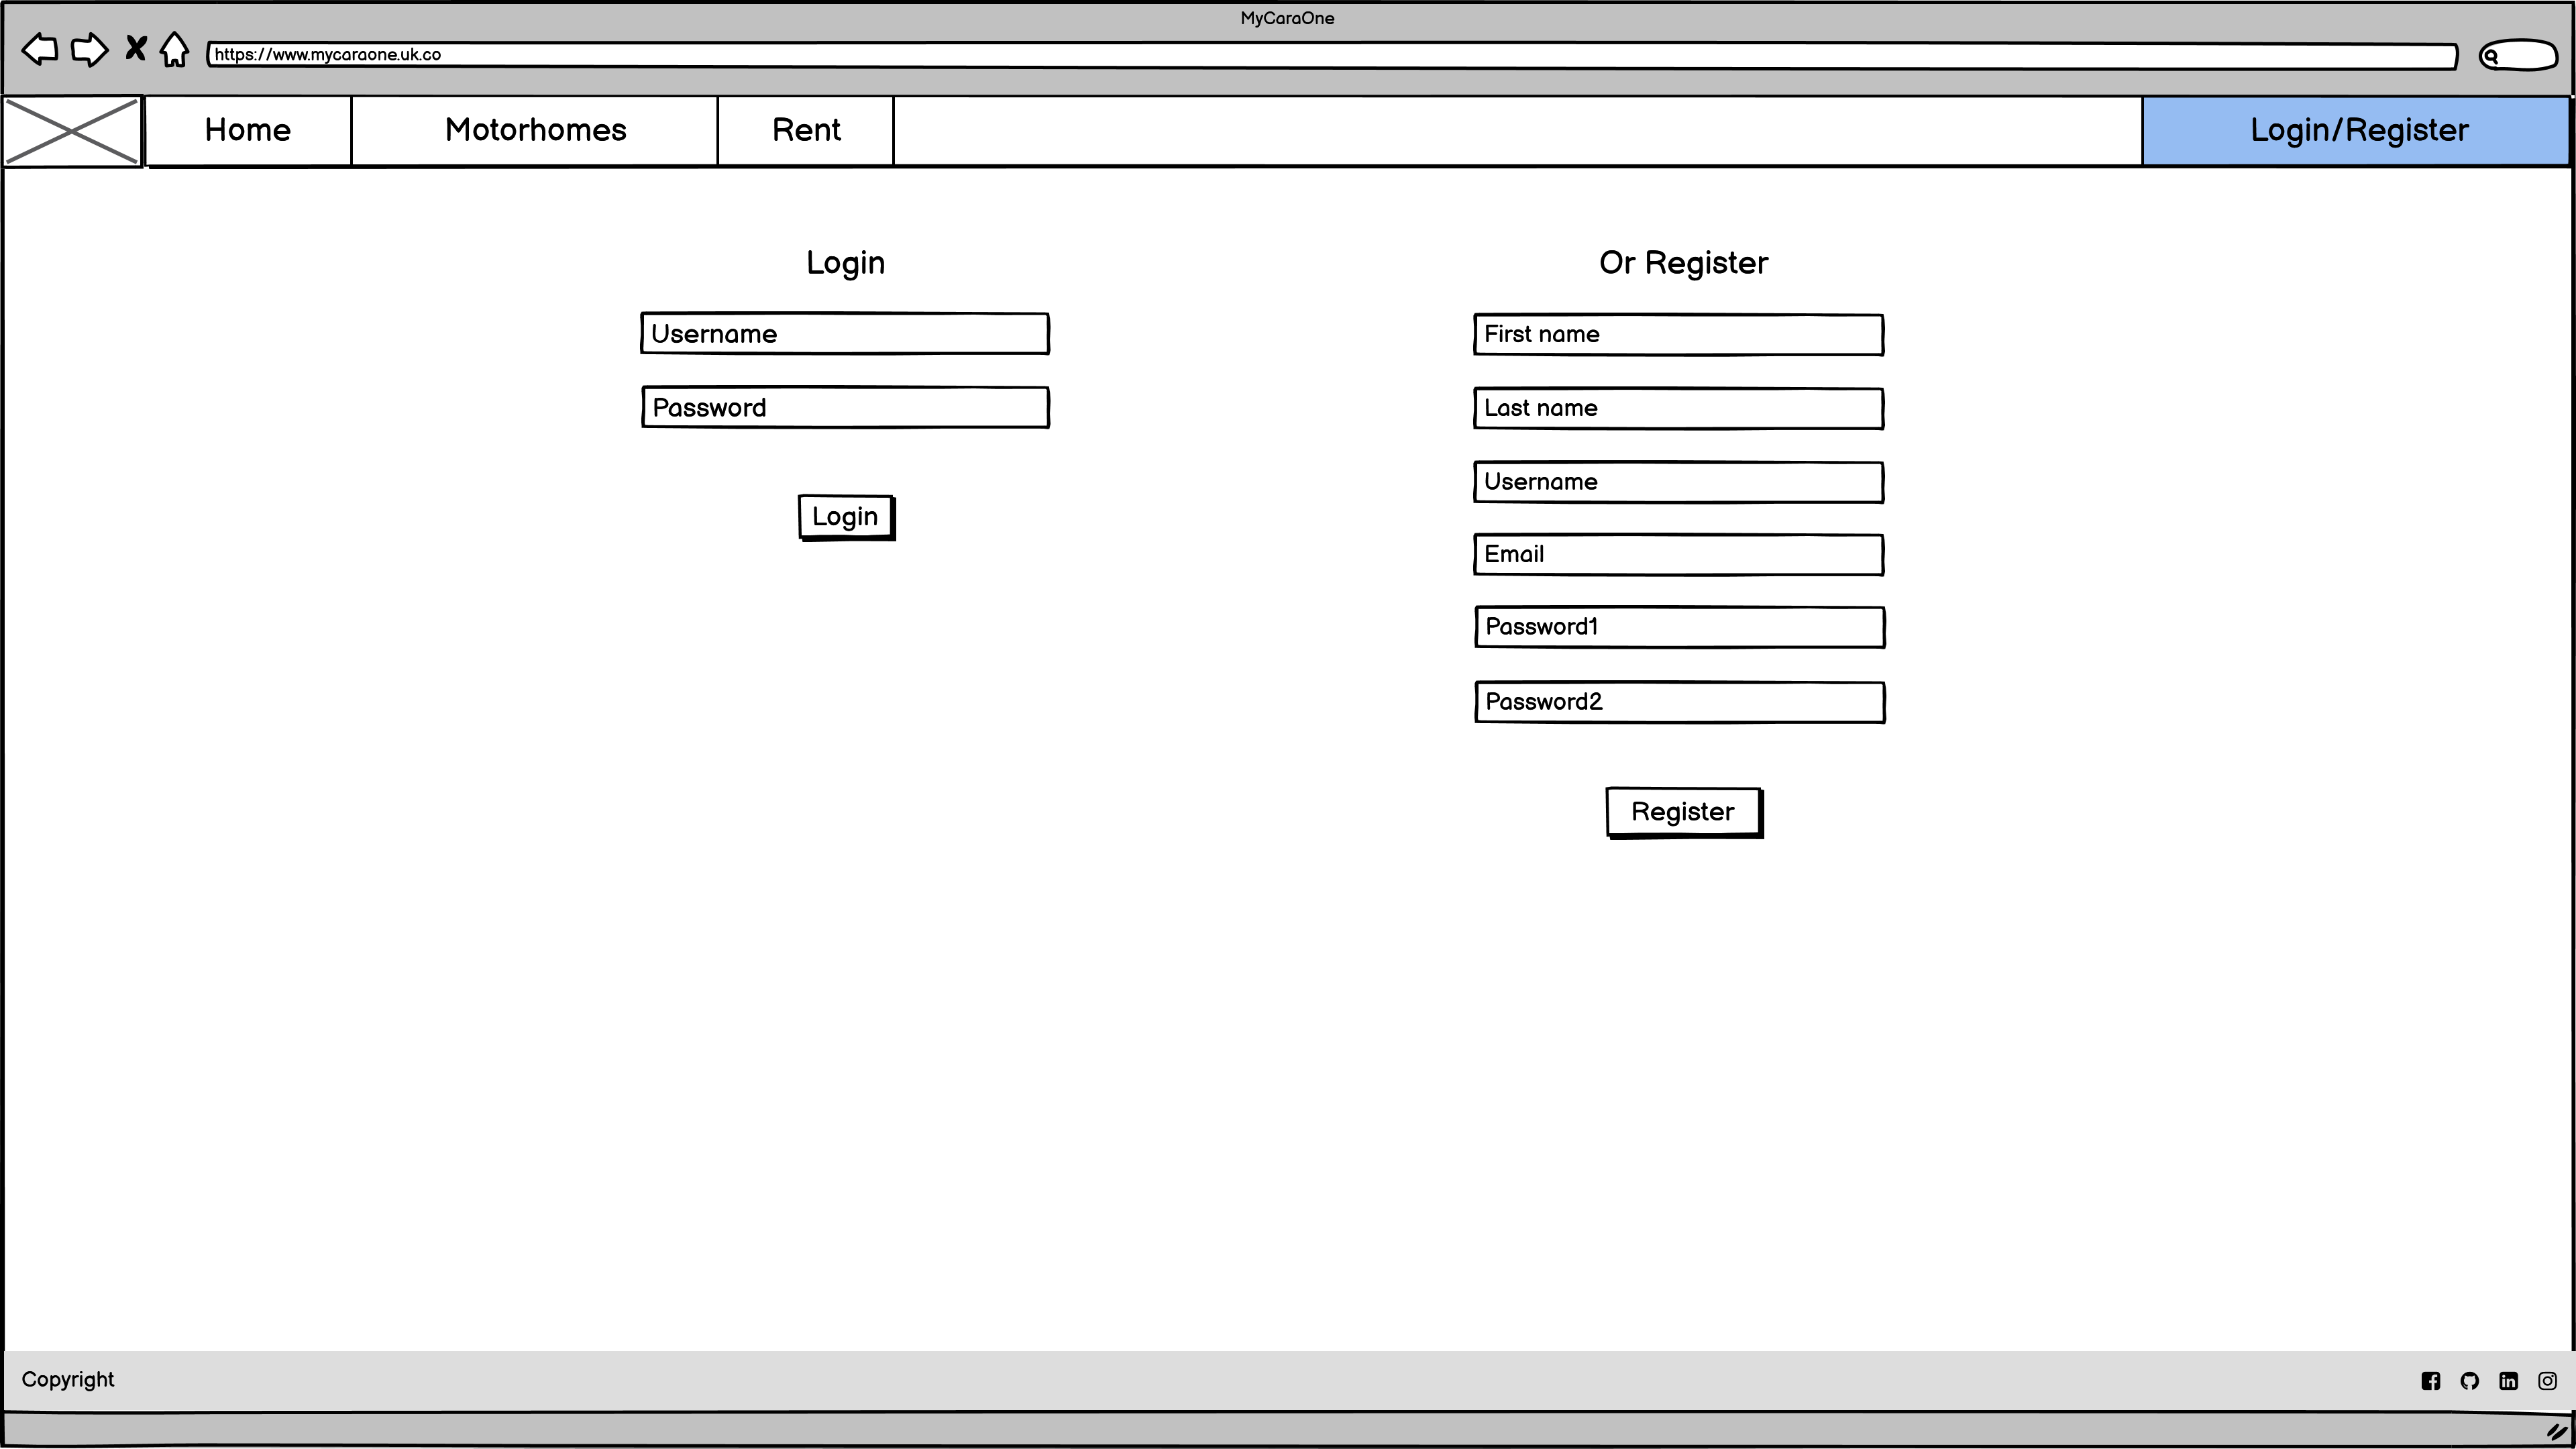 MyCaraOne
https://www.mycaraone.uk.co
Home Motorhomes Rent Login/Register
Login
Username
Password
Login
Or Register
First name
Last name
Username
Email
Password1
Password2
Register
Copyright